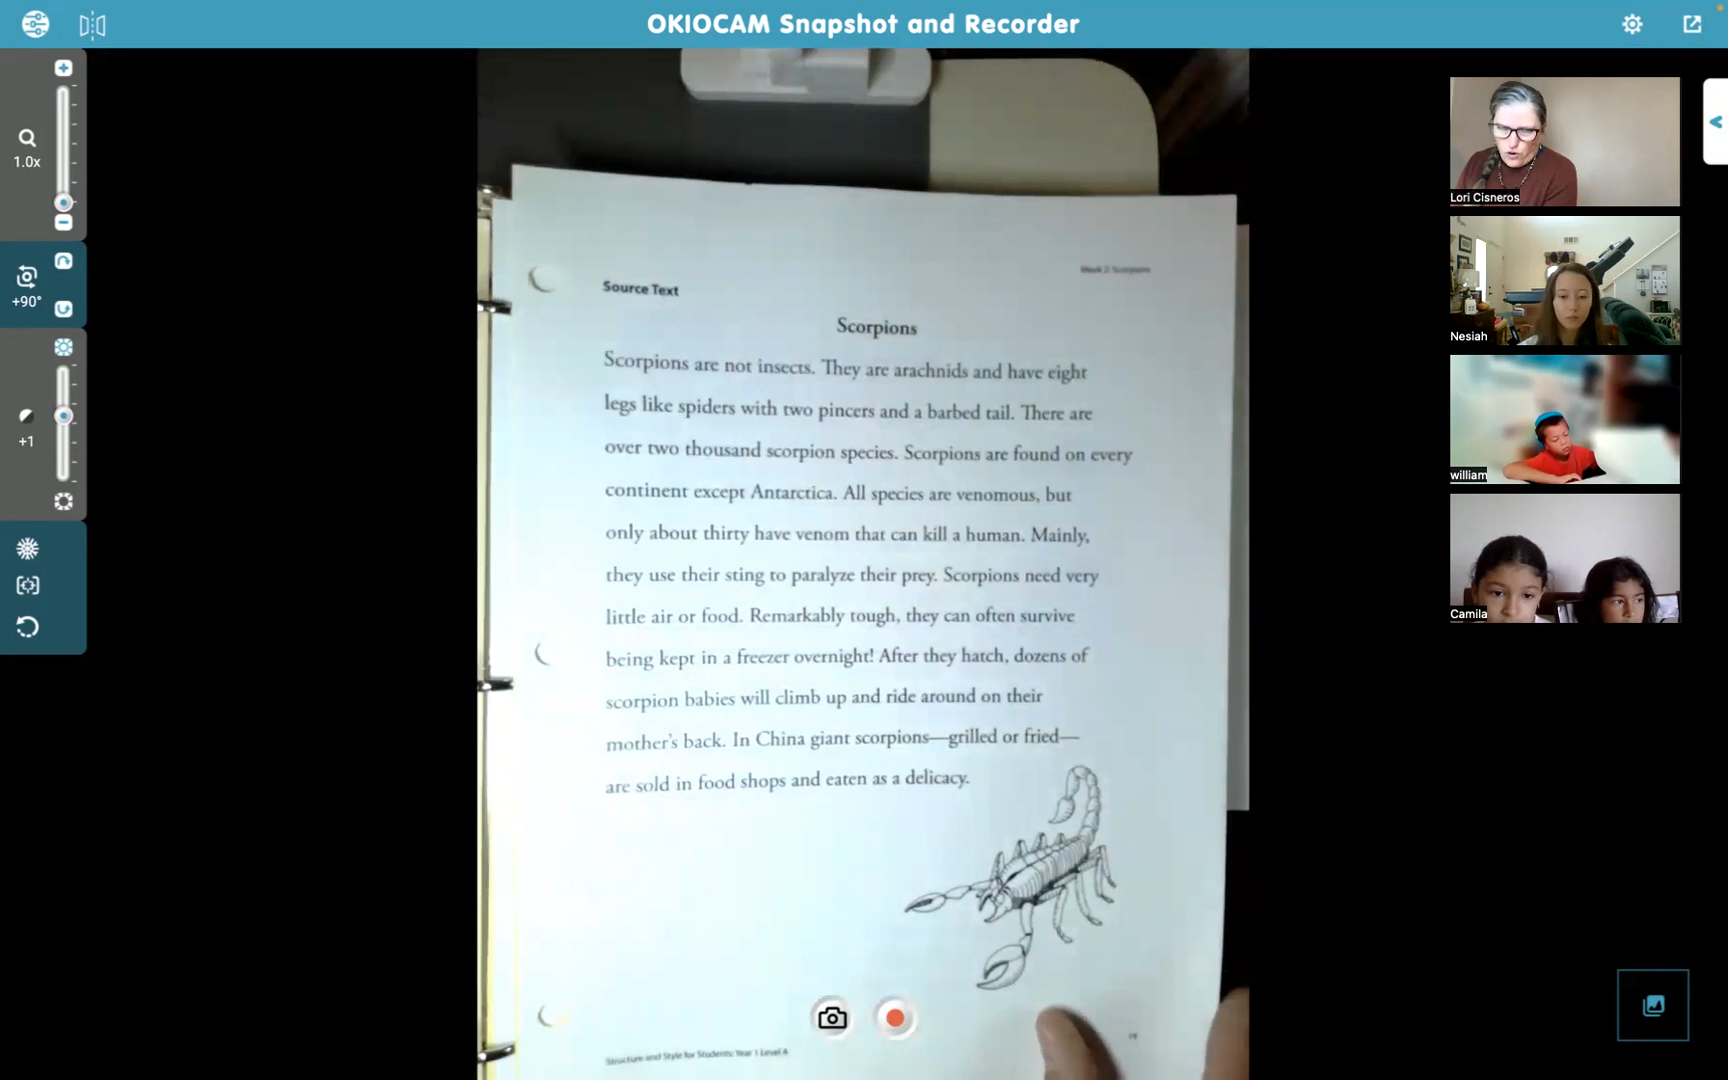 OKIOCAM Snapshot and Recorder
1.0x
+90°
+1
Week 2: Scorpions
Source Text
Scorpions
Scorpions are not insects. They are arachnids and have eight
legs like spiders with two pincers and a barbed tail. There are
over two thousand scorpion species. Scorpions are found on every
continent except Antarctica. All species are venomous, but
only about thirty have venom that can kill a human. Mainly,
they use their sting to paralyze their prey. Scorpions need very
little air or food. Remarkably tough, they can often survive
being kept in a freezer overnight! After they hatch, dozens of
scorpion babies will climb up and ride around on their
mother's back. In China giant scorpions—grilled or fried—
are sold in food shops and eaten as a delicacy.
Structure and Style for Students: Year 1 Level A
Lori Cisneros
Nesiah
william
Camila